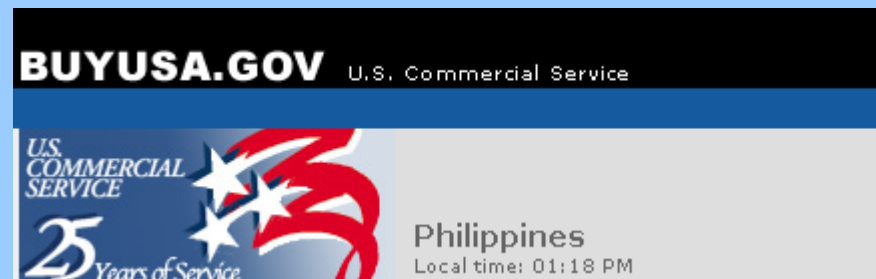 BUYUSA.GOV U.S. Commercial Service
U.S.
COMMERCIAL
SERVICE
25 Years of Service
Philippines
Local time: 01:18 PM